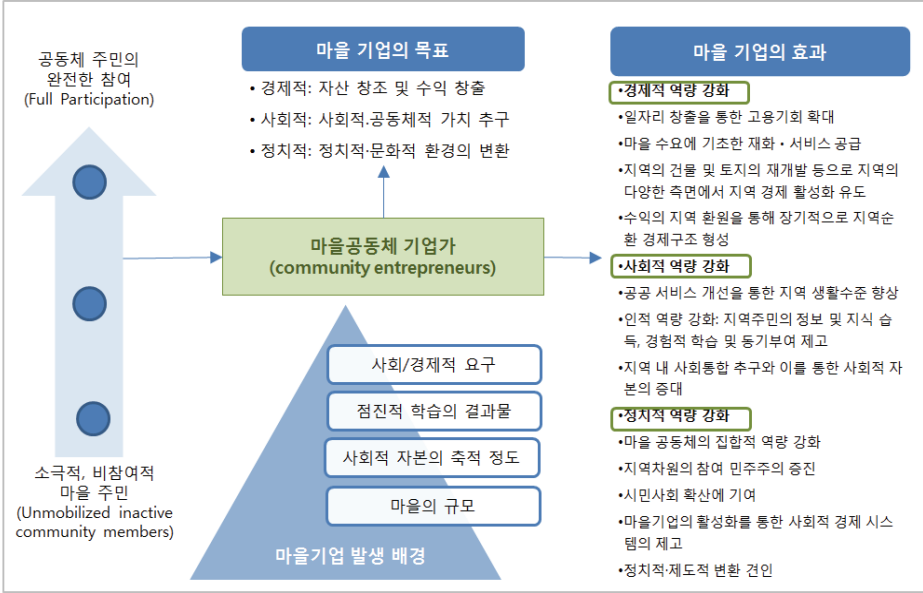 공동체 주민의
완전한 참여
(Full Participation)
소극적, 비참여적
마을 주민
(Unmobilized inactive
community members)
마을 기업의 목표
• 경제적: 자산 창조 및 수익 창출
• 사회적: 사회적.공동체적 가치 추구
• 정치적: 정치적·문화적 환경의 변환
마을공동체 기업가
(community entrepreneurs)
사회/경제적 요구
점진적 학습의 결과물
사회적 자본의 축적 정도
마을의 규모
마을기업 발생 배경
마을 기업의 효과
•경제적 역량 강화
•일자리 창출을 통한 고용기회 확대
•마을 수요에 기초한 재화・서비스 공급
•지역의 건물 및 토지의 재개발 등으로 지역의
다양한 측면에서 지역 경제 활성화 유도
•수익의 지역 환원을 통해 장기적으로 지역순
환 경제구조 형성
•사회적 역량 강화
•공공 서비스 개선을 통한 지역 생활수준 향상
•인적 역량 강화: 지역주민의 정보 및 지식 습
득, 경험적 학습 및 동기부여 제고
•지역 내 사회통합 추구와 이를 통한 사회적 자
본의 증대
•정치적 역량 강화
•마을 공동체의 집합적 역량 강화
•지역차원의 참여 민주주의 증진
•시민사회 확산에 기여
•마을기업의 활성화를 통한 사회적 경제 시스
템의 제고
•정치적·제도적 변환 견인